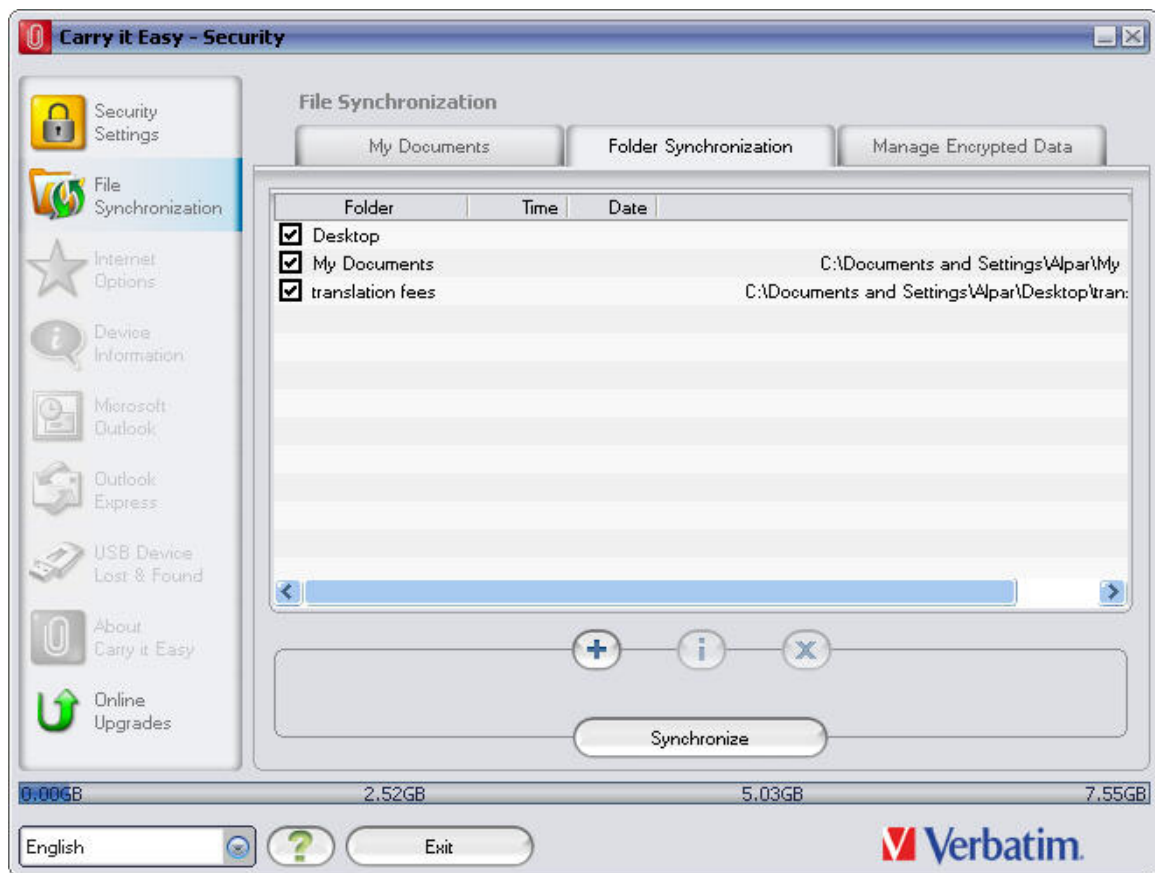 Carry it Easy - Security
Security
Settings
File
Synchronization
Internet
Options
Device
Information
Microsoft
Outlook
Outlook
Express
USB Device
Lost & Found
About
Carry it Easy
Online
Upgrades
File Synchronization
My Documents
Folder Synchronization
Manage Encrypted Data
Folder Time Date
Desktop
My Documents C:\Documents and Settings\Alpar\My
translation fees C:\Documents and Settings\Alpar\Desktop\tran
Synchronize
0.00GB 2.52GB 5.03GB 7.55GB
English
Exit
Verbatim.